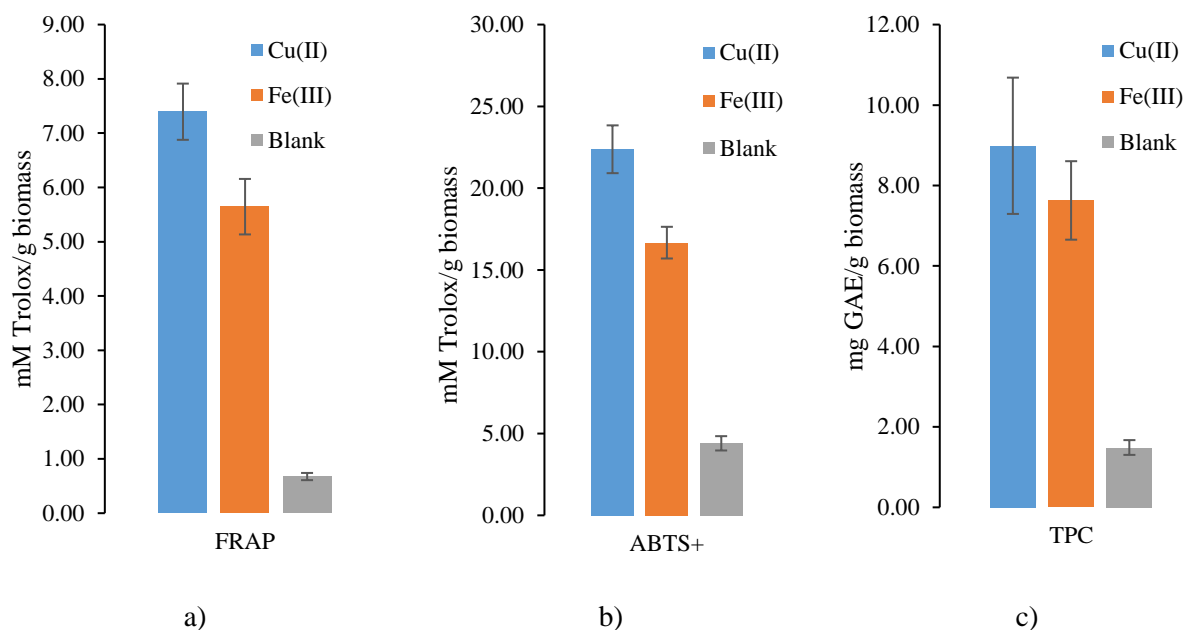 mM Trolox/g biomass
9.00
8.00
7.00
6.00
5.00
4.00
3.00
2.00
1.00
0.00
Cu(II)
Fe(III)
Blank
FRAP
a)
mM Trolox/g biomass
30.00
25.00
20.00
15.00
10.00
5.00
0.00
Cu(II)
Fe(III)
Blank
ABTS+
b)
mg GAE/g biomass
12.00
10.00
8.00
6.00
4.00
2.00
0.00
Cu(II)
Fe(III)
Blank
TPC
c)